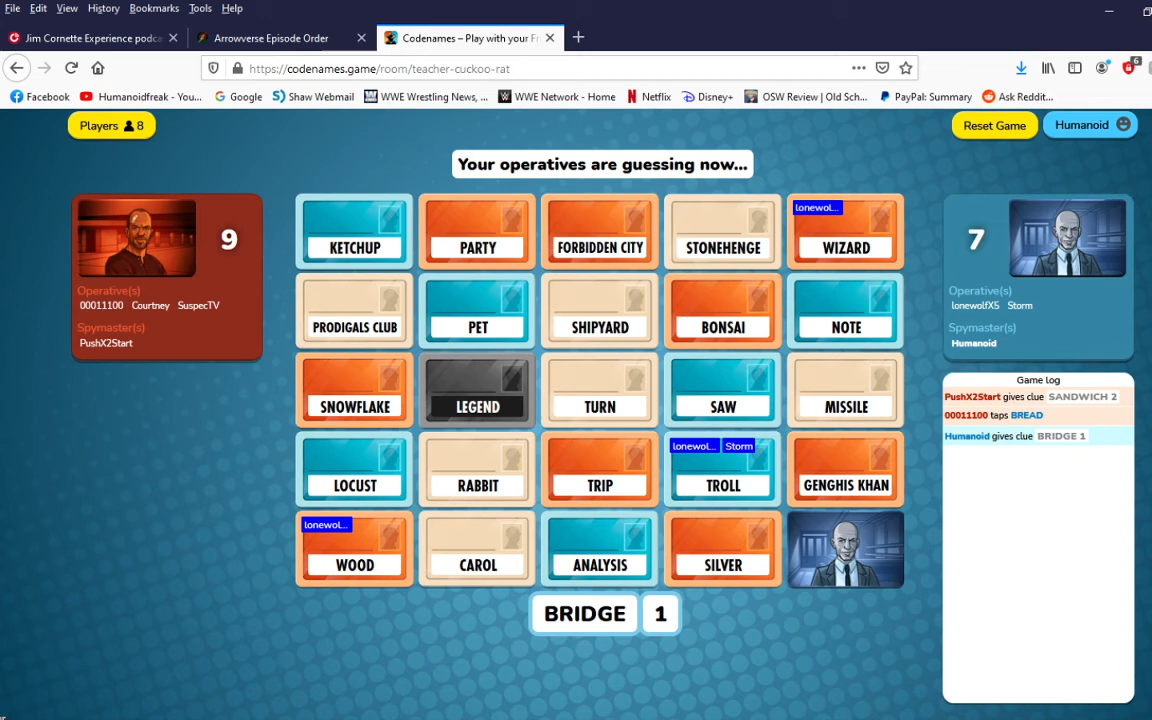 File Edit View History Bookmarks Tools Help
Jim Cornette Experience podca Arrowverse Episode Order Codenames – Play with your Fr
https://codenames.game/room/teacher-cuckoo-rat
6
Facebook Humanoidfreak - You... Google Shaw Webmail WWE Wrestling News, ... WWE Network - Home Netflix Disney+ OSW Review | Old Sch... PayPal: Summary Ask Reddit...
Players 8
Reset Game Humanoid
Your operatives are guessing now...
9
Operative(s)
00011100 Courtney SuspecTV
Spymaster(s)
PushX2Start
KETCHUP PARTY FORBIDDEN CITY STONEHENGE lonewol... WIZARD
PRODIGALS CLUB PET SHIPYARD BONSAI NOTE
SNOWFLAKE LEGEND TURN SAW MISSILE
lonewol... Storm
LOCUST RABBIT TRIP TROLL GENGHIS KHAN
lonewol...
WOOD CAROL ANALYSIS SILVER
BRIDGE 1
7
Operative(s)
lonewolfX5 Storm
Spymaster(s)
Humanoid
Game log
PushX2Start gives clue SANDWICH 2
00011100 taps BREAD
Humanoid gives clue BRIDGE 1